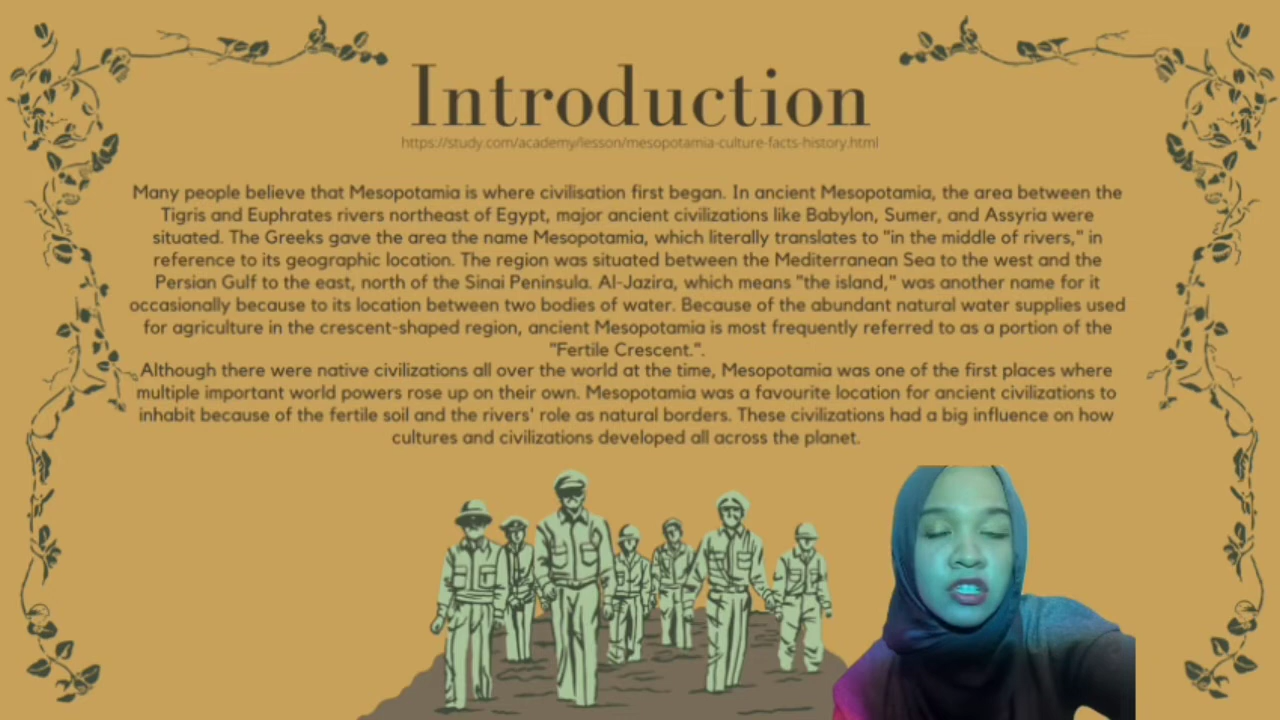 Introduction
https://study.com/academy/lesson/mesopotamia-culture-facts-history.html
Many people believe that Mesopotamia is where civilisation first began. In ancient Mesopotamia, the area between the
Tigris and Euphrates rivers northeast of Egypt, major ancient civilizations like Babylon, Sumer, and Assyria were
situated. The Greeks gave the area the name Mesopotamia, which literally translates to "in the middle of rivers," in
reference to its geographic location. The region was situated between the Mediterranean Sea to the west and the
Persian Gulf to the east, north of the Sinai Peninsula. Al-Jazira, which means "the island," was another name for it
occasionally because to its location between two bodies of water. Because of the abundant natural water supplies used
for agriculture in the crescent-shaped region, ancient Mesopotamia is most frequently referred to as a portion of the
"Fertile Crescent.".
Although there were native civilizations all over the world at the time, Mesopotamia was one of the first places where
multiple important world powers rose up on their own. Mesopotamia was a favourite location for ancient civilizations to
inhabit because of the fertile soil and the rivers' role as natural borders. These civilizations had a big influence on how
cultures and civilizations developed all across the planet.